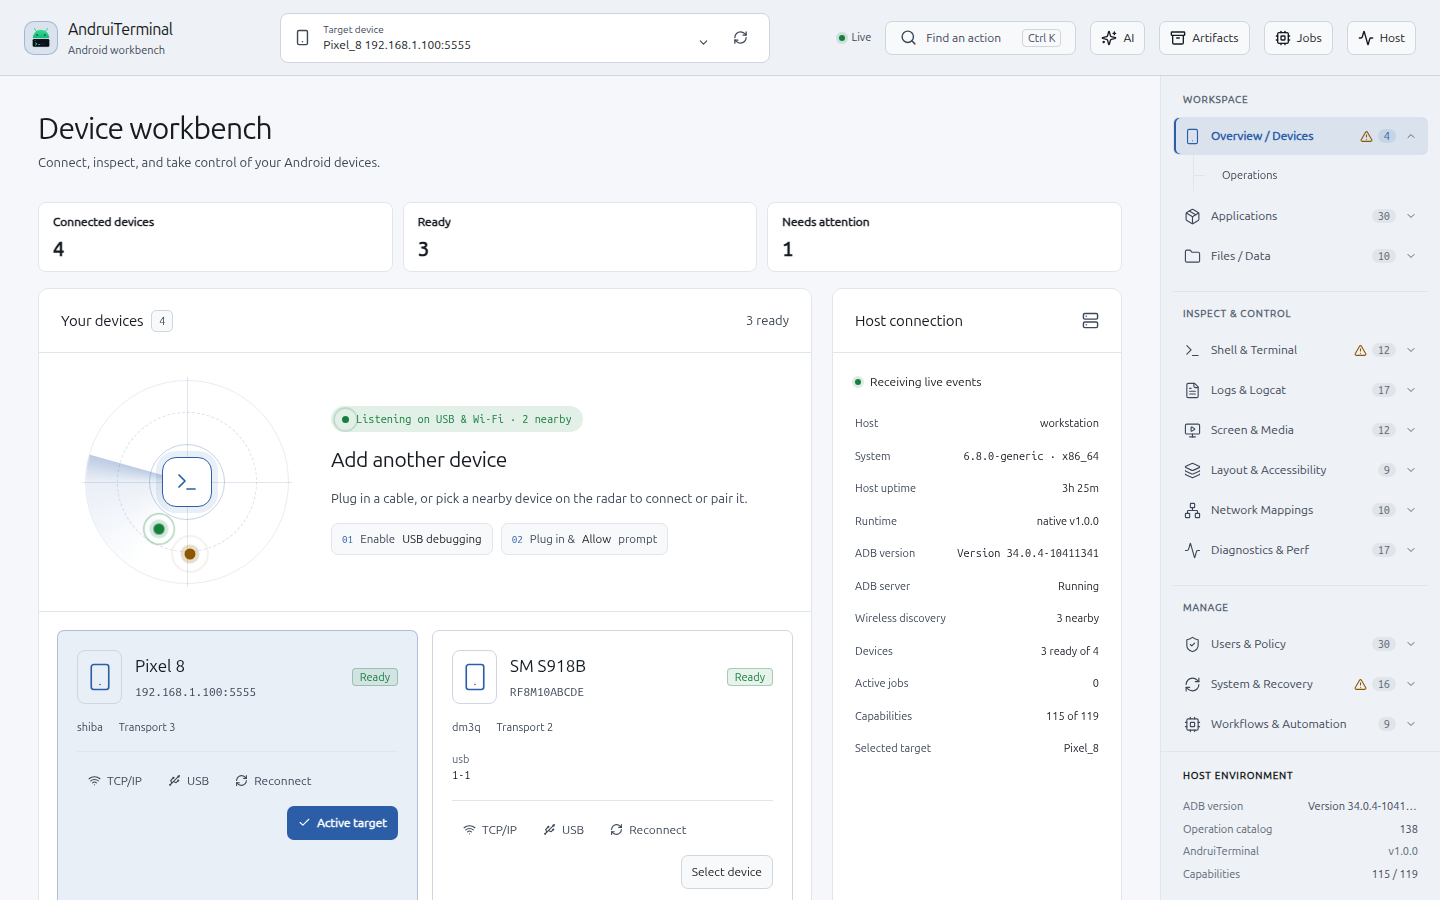 AndruiTerminal
Android workbench
Target device
Pixel_8 192.168.1.100:5555
Live
Find an action
Ctrl K
AI
Artifacts
Jobs
Host
Device workbench
Connect, inspect, and take control of your Android devices.
Connected devices
4
Ready
3
Needs attention
1
Your devices 4
3 ready
Listening on USB & Wi-Fi · 2 nearby
Add another device
Plug in a cable, or pick a nearby device on the radar to connect or pair it.
01 Enable USB debugging
02 Plug in & Allow prompt
Pixel 8
192.168.1.100:5555
Ready
shiba Transport 3
TCP/IP USB Reconnect
Active target
SM S918B
RF8M10ABCDE
Ready
dm3q Transport 2
usb
1-1
TCP/IP USB Reconnect
Select device
Host connection
Receiving live events
Host workstation
System 6.8.0-generic · x86_64
Host uptime 3h 25m
Runtime native v1.0.0
ADB version Version 34.0.4-10411341
ADB server Running
Wireless discovery 3 nearby
Devices 3 ready of 4
Active jobs 0
Capabilities 115 of 119
Selected target Pixel_8
WORKSPACE
Overview / Devices 4
Operations
Applications 30
Files / Data 10
INSPECT & CONTROL
Shell & Terminal 12
Logs & Logcat 17
Screen & Media 12
Layout & Accessibility 9
Network Mappings 10
Diagnostics & Perf 17
MANAGE
Users & Policy 30
System & Recovery 16
Workflows & Automation 9
HOST ENVIRONMENT
ADB version Version 34.0.4-1041...
Operation catalog 138
AndruiTerminal v1.0.0
Capabilities 115 / 119